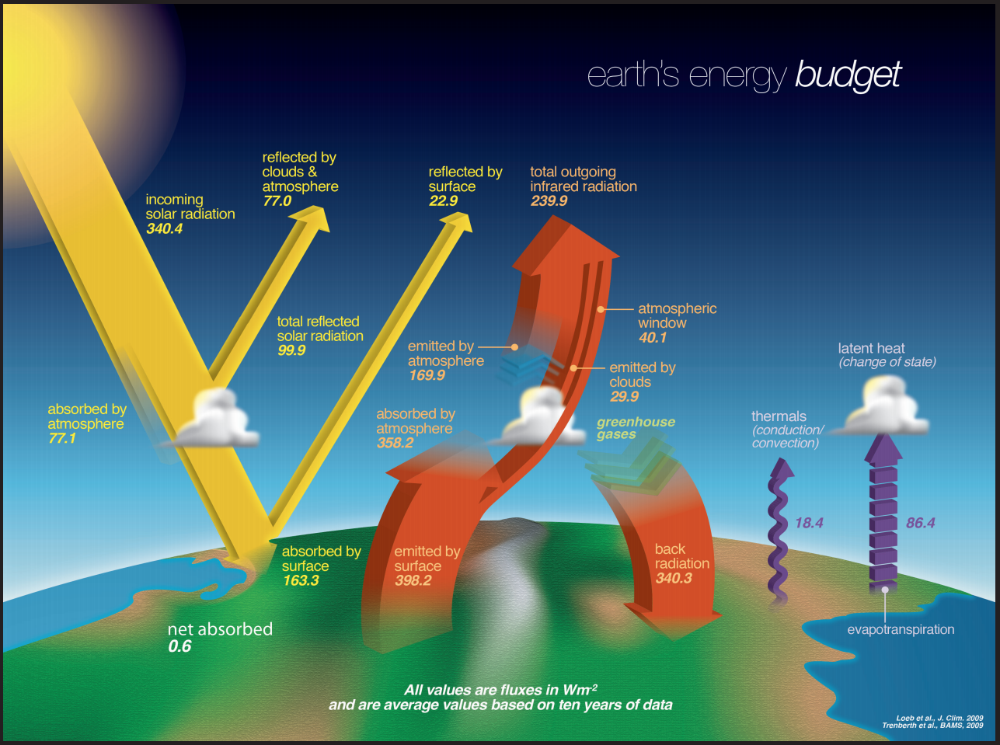 earth's energy budget
reflected by
clouds &
atmosphere
77.0
reflected by
surface
22.9
total outgoing
infrared radiation
239.9
incoming
solar radiation
340.4
total reflected
solar radiation
99.9
atmospheric
window
40.1
emitted by
atmosphere
169.9
emitted by
clouds
29.9
latent heat
(change of state)
absorbed by
atmosphere
77.1
absorbed by
atmosphere
358.2
greenhouse
gases
thermals
(conduction/
convection)
18.4
86.4
absorbed by
surface
163.3
emitted by
surface
398.2
back
radiation
340.3
net absorbed
0.6
evapotranspiration
All values are fluxes in Wm-2
and are average values based on ten years of data
Loeb et al., J. Clim. 2009
Trenberth et al., BAMS, 2009